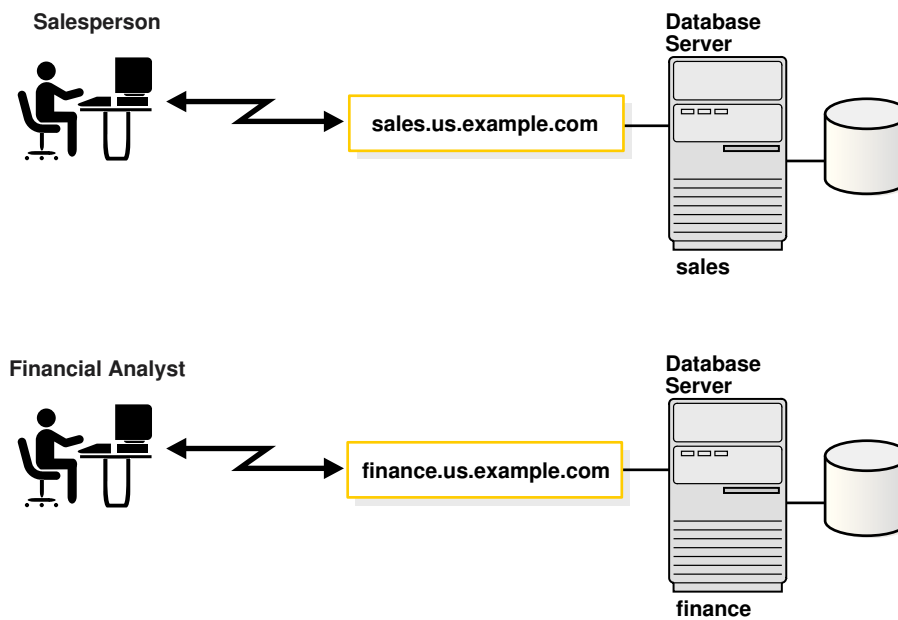 Salesperson
Database
Server
sales.us.example.com
sales
Financial Analyst
Database
Server
finance.us.example.com
finance